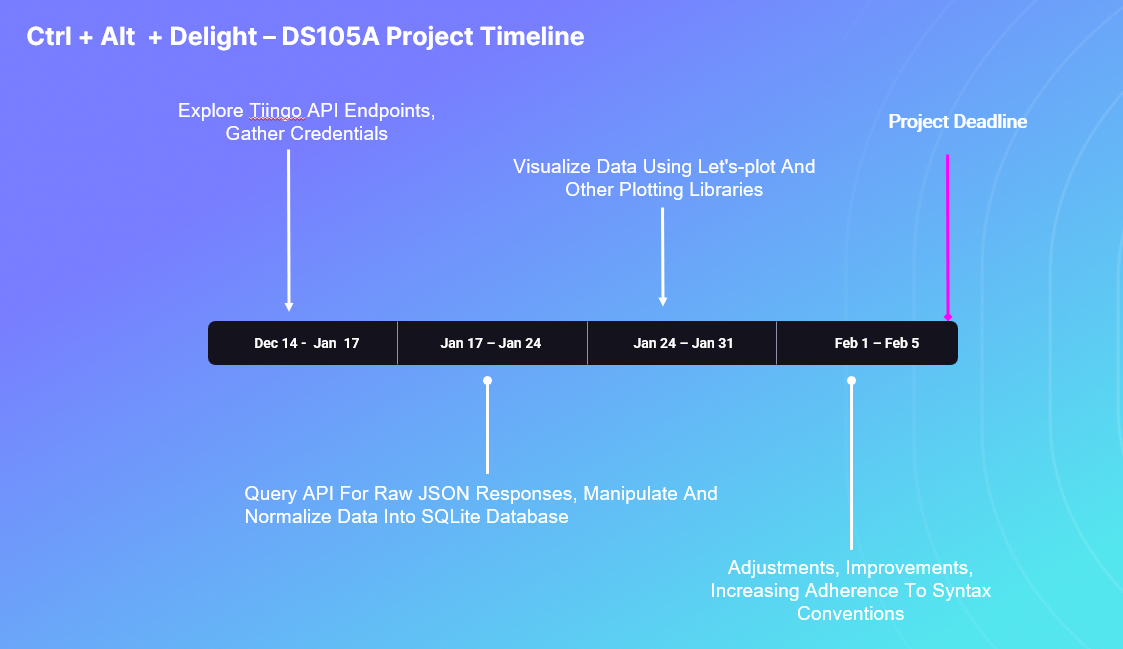 Ctrl + Alt  + Delight – DS105A Project Timeline
Explore Tiingo API Endpoints,
Gather Credentials
Project Deadline
Visualize Data Using Let's-plot And
Other Plotting Libraries
Dec 14 -  Jan  17
Jan 17 – Jan 24
Jan 24 – Jan 31
Feb 1 – Feb 5
Query API For Raw JSON Responses, Manipulate And
Normalize Data Into SQLite Database
Adjustments, Improvements,
Increasing Adherence To Syntax
Conventions